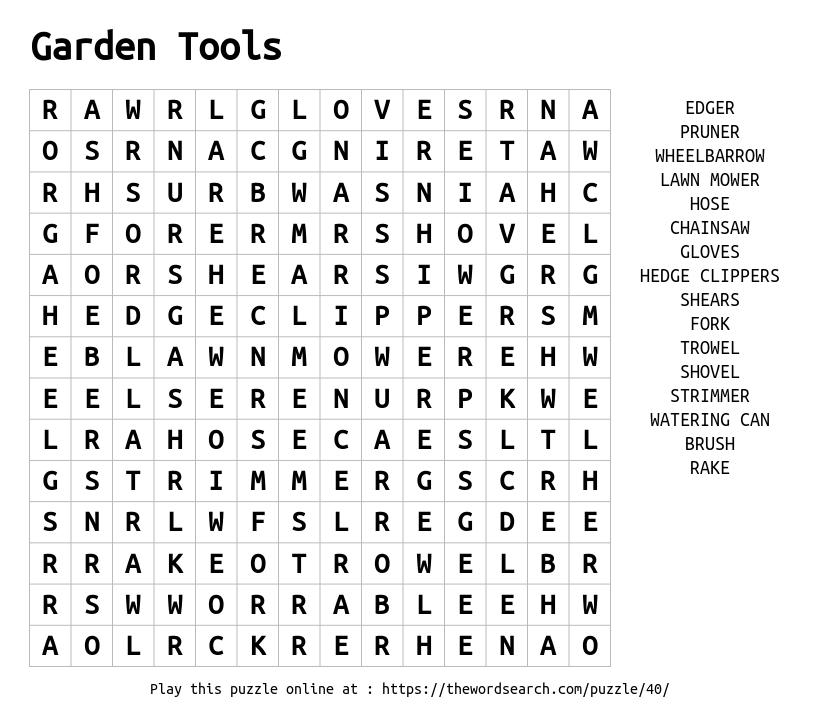 Garden Tools
R A W R L G L O V E S R N A
O S R N A C G N I R E T A W
R H S U R B W A S N I A H C
G F O R E R M R S H O V E L
A O R S H E A R S I W G R G
H E D G E C L I P P E R S M
E B L A W N M O W E R E H W
E E L S E R E N U R P K W E
L R A H O S E C A E S L T L
G S T R I M M E R G S C R H
S N R L W F S L R E G D E E
R R A K E O T R O W E L B R
R S W W O R R A B L E E H W
A O L R C K R E R H E N A O
EDGER
PRUNER
WHEELBARROW
LAWN MOWER
HOSE
CHAINSAW
GLOVES
HEDGE CLIPPERS
SHEARS
FORK
TROWEL
SHOVEL
STRIMMER
WATERING CAN
BRUSH
RAKE
Play this puzzle online at : https://thewordsearch.com/puzzle/40/